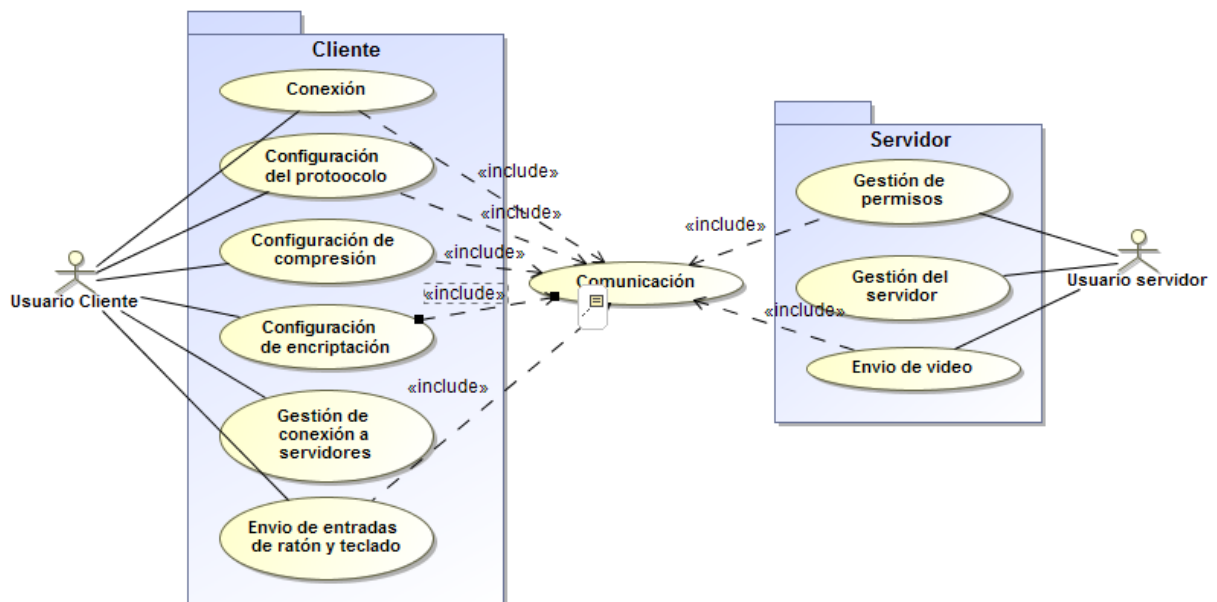 Cliente
Conexión
Configuración
del protoocolo
Configuración de
compresión
Configuración
de encriptación
Gestión de
conexión a
servidores
Envio de entradas
de ratón y teclado
Usuario Cliente
«include»
«include»
«include»
«include»
«include»
Comunicación
«include»
«include»
Servidor
Gestión de
permisos
Gestión del
servidor
Envio de video
Usuario servidor